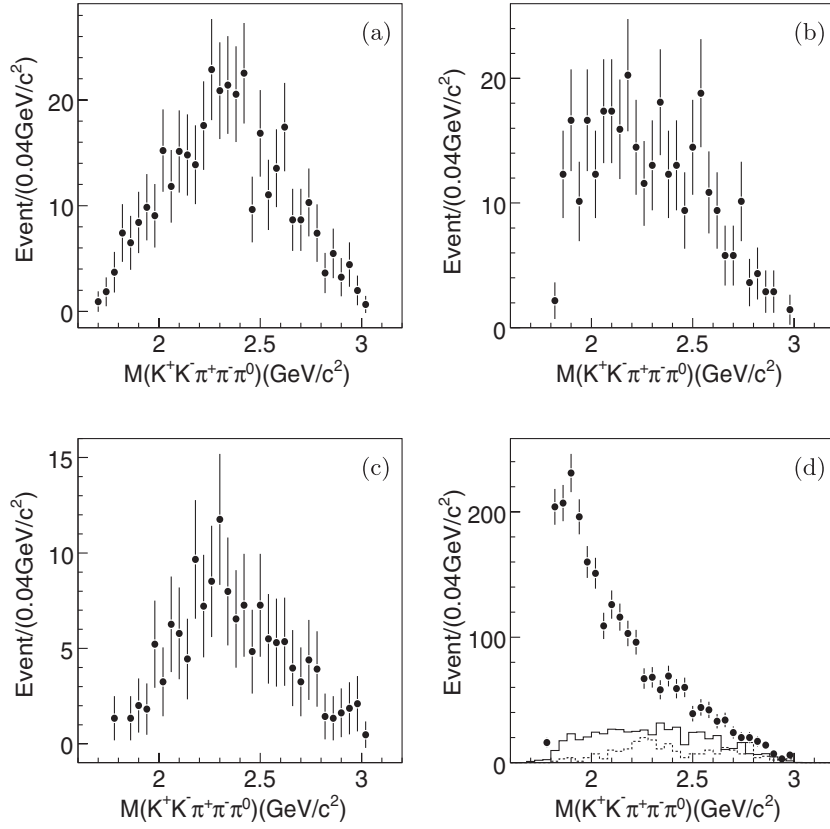 (a)
Event/(0.04GeV/c²)
20
10
0
2
2.5
3
M(K⁺K⁻π⁺π⁻π⁰)(GeV/c²)
(b)
Event/(0.04GeV/c²)
20
10
0
2
2.5
3
M(K⁺K⁻π⁺π⁻π⁰)(GeV/c²)
(c)
Event/(0.04GeV/c²)
15
10
5
0
2
2.5
3
M(K⁺K⁻π⁺π⁻π⁰)(GeV/c²)
(d)
Event/(0.04GeV/c²)
200
100
0
2
2.5
3
M(K⁺K⁻π⁺π⁻π⁰)(GeV/c²)